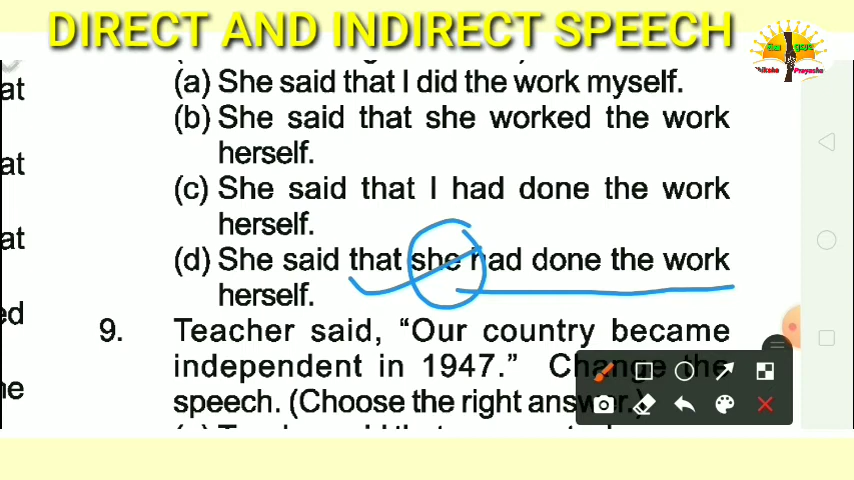 DIRECT AND INDIRECT SPEECH
at
(a) She said that I did the work myself.
(b) She said that she worked the work
at
herself.
(c) She said that I had done the work
herself.
at
(d) She said that she had done the work
herself.
ed
9. Teacher said, “Our country became
independent in 1947.” Change the
speech. (Choose the right answer.)
ne